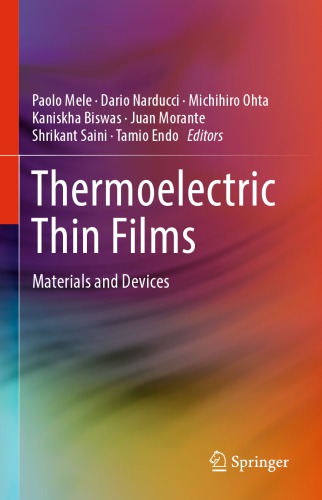 Paolo Mele · Dario Narducci · Michihiro Ohta
Kaniskha Biswas · Juan Morante
Shrikant Saini · Tamio Endo Editors
Thermoelectric
Thin Films
Materials and Devices
Springer